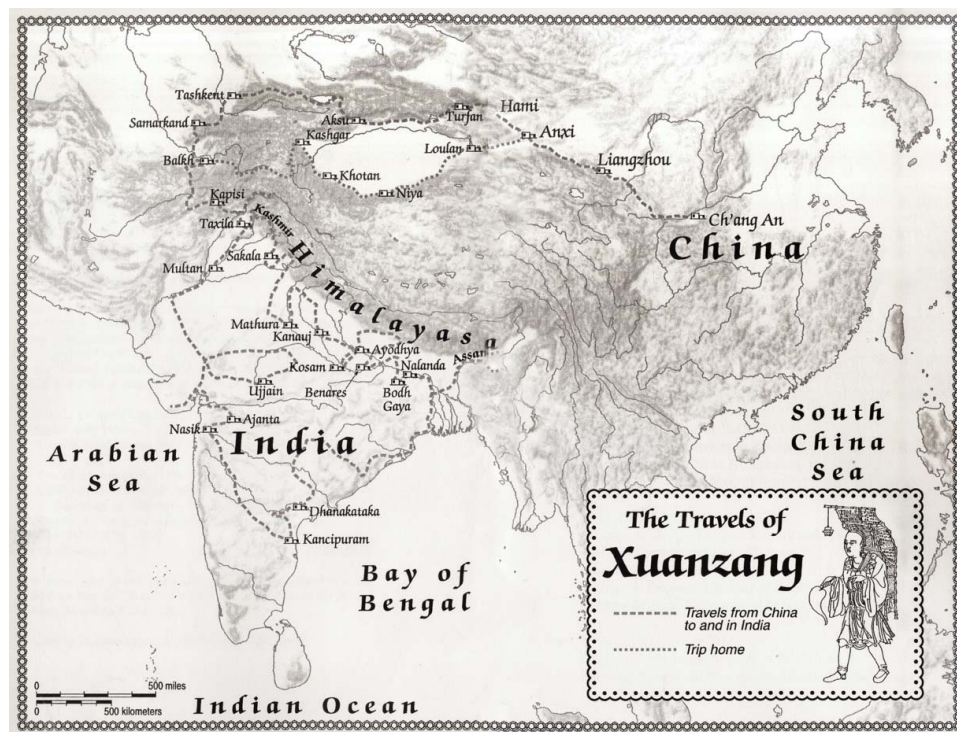 Tashkent
Hami
Turfan
Samarkand
Aksu
Kashgar
Anxi
Loulan
Balkh
Liangzhou
Khotan
Niya
Kapisi
Kashmir
Taxila
Ch'ang An
China
Sakala
Multan
Himalayas
Mathura
Kanauj
Ayodhya
Assam
Kosam
Nalanda
Ujjain
Benares
Bodh
Gaya
Ajanta
Nasik
India
Arabian
Sea
South
China
Sea
Dhanakataka
Kancipuram
Bay of
Bengal
The Travels of
Xuanzang
Travels from China
to and in India
Trip home
0 500 miles
0 500 kilometers
Indian Ocean